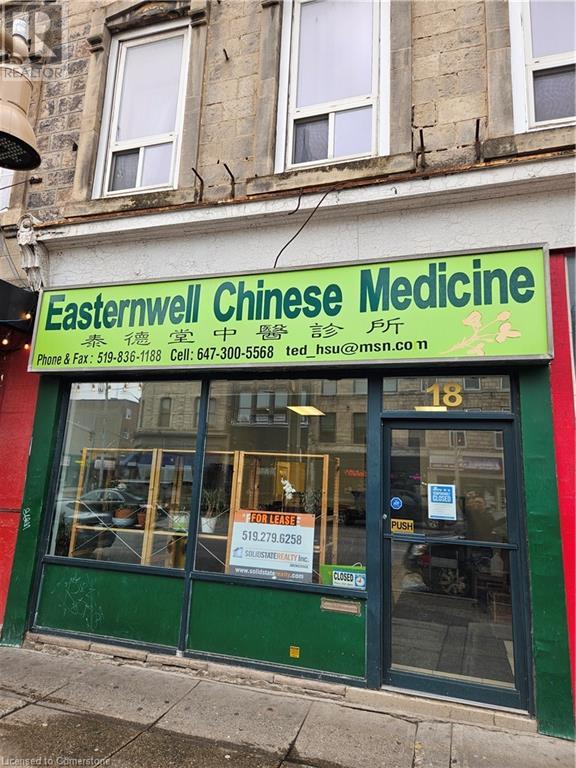 REALTOR
Easternwell Chinese Medicine
泰德堂中醫診所
Phone & Fax : 519-836-1188 Cell: 647-300-5568 ted_hsu@msn.com
18
PUSH
CLOSED
FOR LEASE
519.279.6258
SOLIDSTATEREALTY Inc.
BROKERAGE
www.solidstaterealty.com
CLOSED
Licensed to Cornerstone